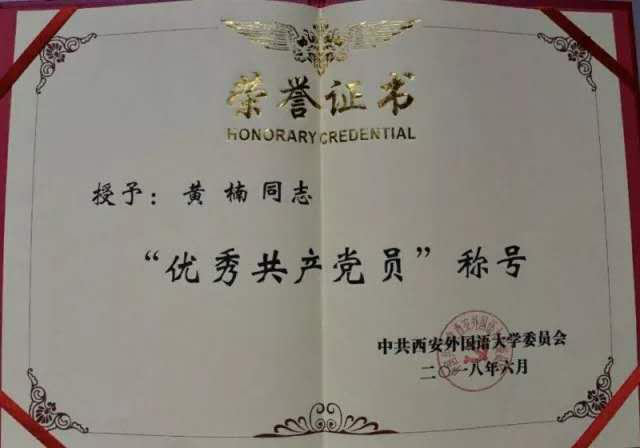 荣誉证书
HONORARY CREDENTIAL
授予：黄楠同志
“优秀共产党员”称号
中共西安外国语大学委员会
二〇一八年六月